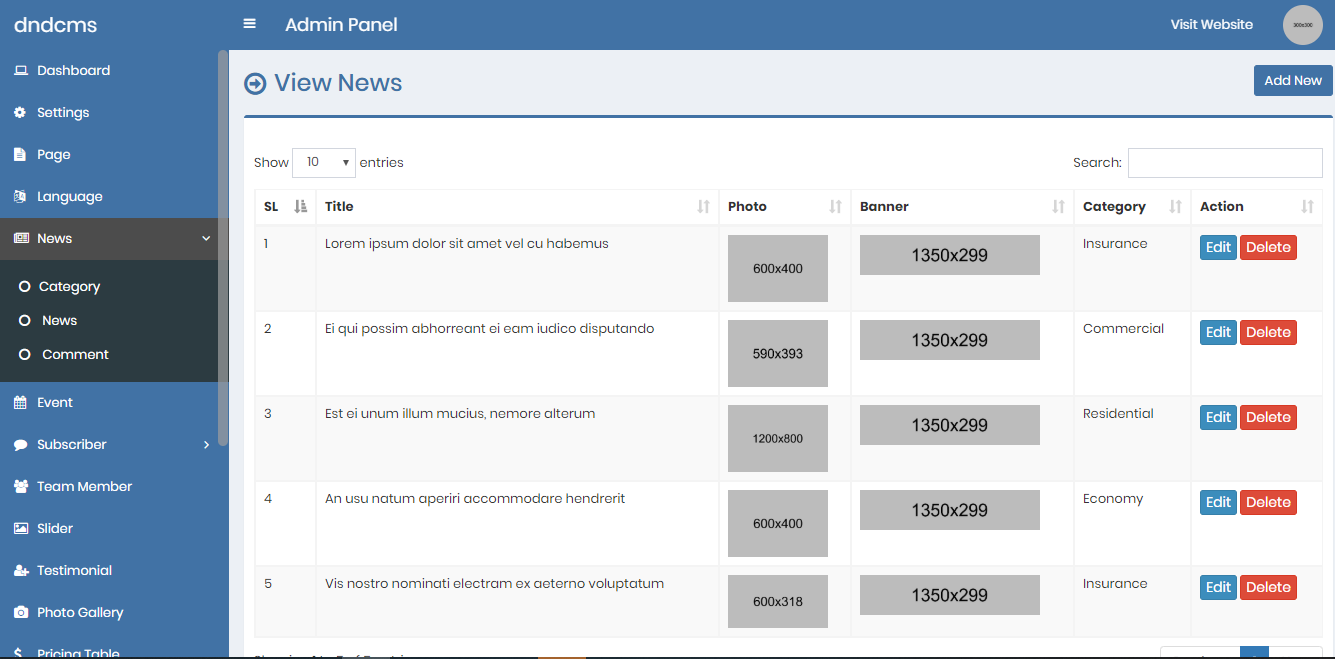 dndcms
Admin Panel
Visit Website
300x300
Dashboard
Settings
Page
Language
News
Category
News
Comment
Event
Subscriber
Team Member
Slider
Testimonial
Photo Gallery
Pricing Table
View News
Add New
Show 10 entries
Search:
SL Title Photo Banner Category Action
1 Lorem ipsum dolor sit amet vel cu habemus 600x400 1350x299 Insurance Edit Delete
2 Ei qui possim abhorreant ei eam iudico disputando 590x393 1350x299 Commercial Edit Delete
3 Est ei unum illum mucius, nemore alterum 1200x800 1350x299 Residential Edit Delete
4 An usu natum aperiri accommodare hendrerit 600x400 1350x299 Economy Edit Delete
5 Vis nostro nominati electram ex aeterno voluptatum 600x318 1350x299 Insurance Edit Delete